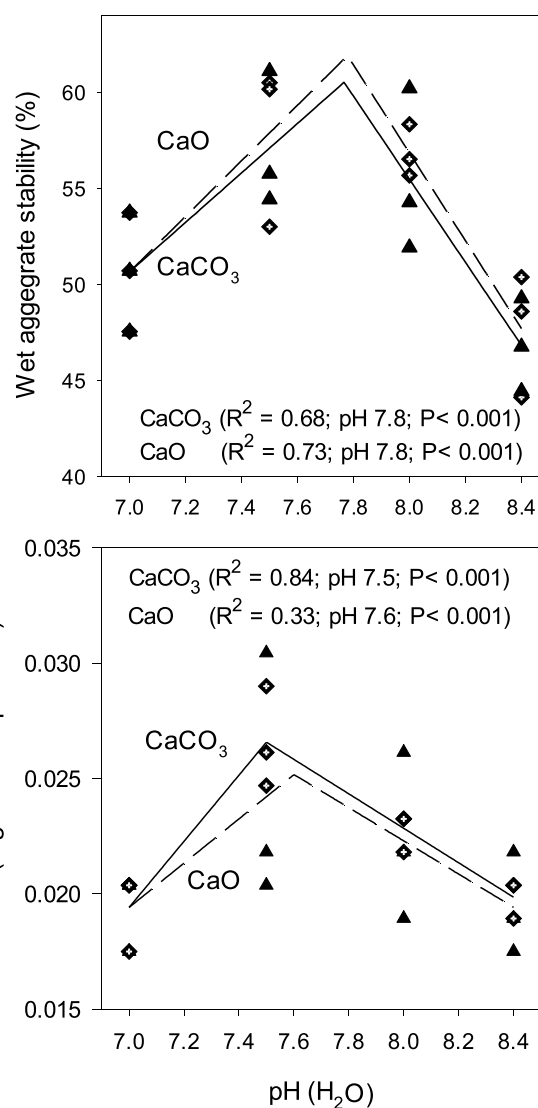 Wet aggegrate stability (%)
60
55
50
45
40
CaO
CaCO3
CaCO3 (R2 = 0.68; pH 7.8; P< 0.001)
CaO (R2 = 0.73; pH 7.8; P< 0.001)
7.0 7.2 7.4 7.6 7.8 8.0 8.2 8.4
0.035
0.030
0.025
0.020
0.015
CaCO3 (R2 = 0.84; pH 7.5; P< 0.001)
CaO (R2 = 0.33; pH 7.6; P< 0.001)
CaCO3
CaO
7.0 7.2 7.4 7.6 7.8 8.0 8.2 8.4
pH (H2O)